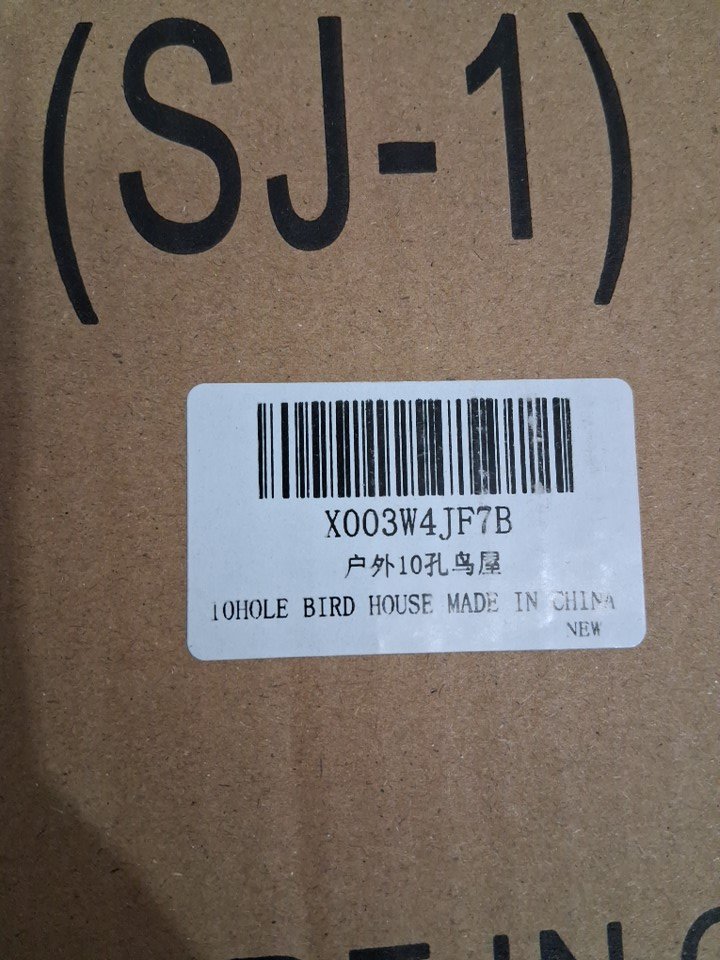 (SJ-1)
X003W4JF7B
户外10孔鸟屋
10HOLE BIRD HOUSE MADE IN CHINA
NEW